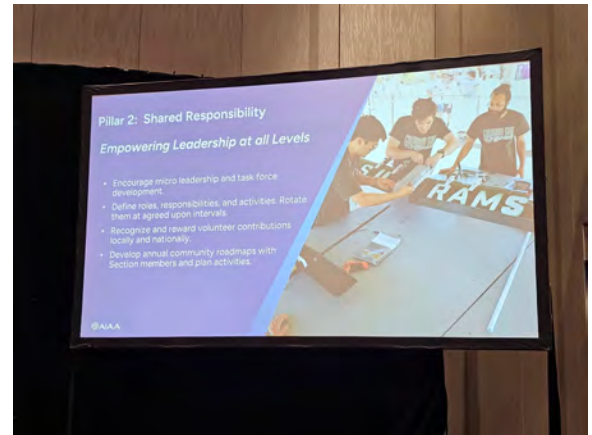 Pillar 2: Shared Responsibility
Empowering Leadership at all Levels
• Encourage micro leadership and task force
development.
• Define roles, responsibilities, and activities. Rotate
them at agreed upon intervals.
• Recognize and reward volunteer contributions
locally and nationally.
• Develop annual community roadmaps with
Section members and plan activities.
AIAA
RAMS